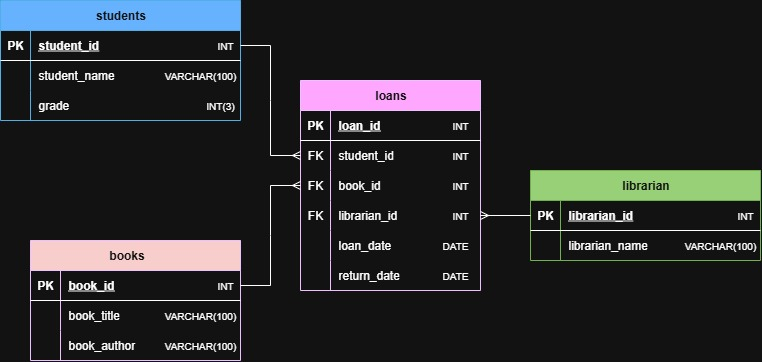 students
PK student_id INT
student_name VARCHAR(100)
grade INT(3)
loans
PK loan_id INT
FK student_id INT
FK book_id INT
FK librarian_id INT
loan_date DATE
return_date DATE
librarian
PK librarian_id INT
librarian_name VARCHAR(100)
books
PK book_id INT
book_title VARCHAR(100)
book_author VARCHAR(100)